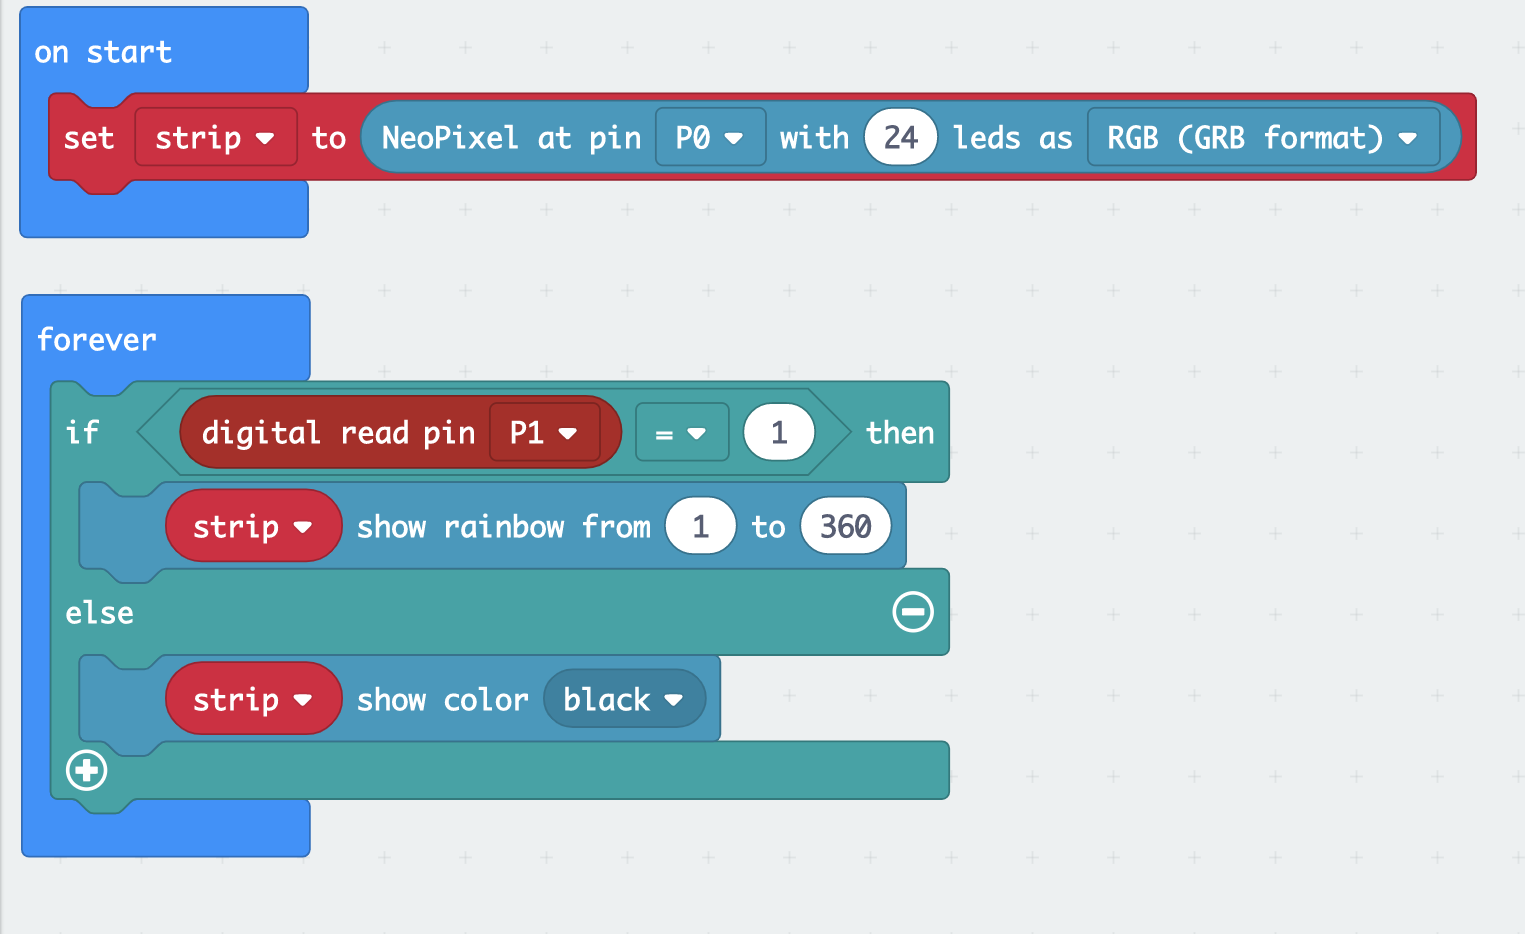 on start
set strip to NeoPixel at pin P0 with 24 leds as RGB (GRB format)
forever
if digital read pin P1 = 1 then
strip show rainbow from 1 to 360
else
strip show color black